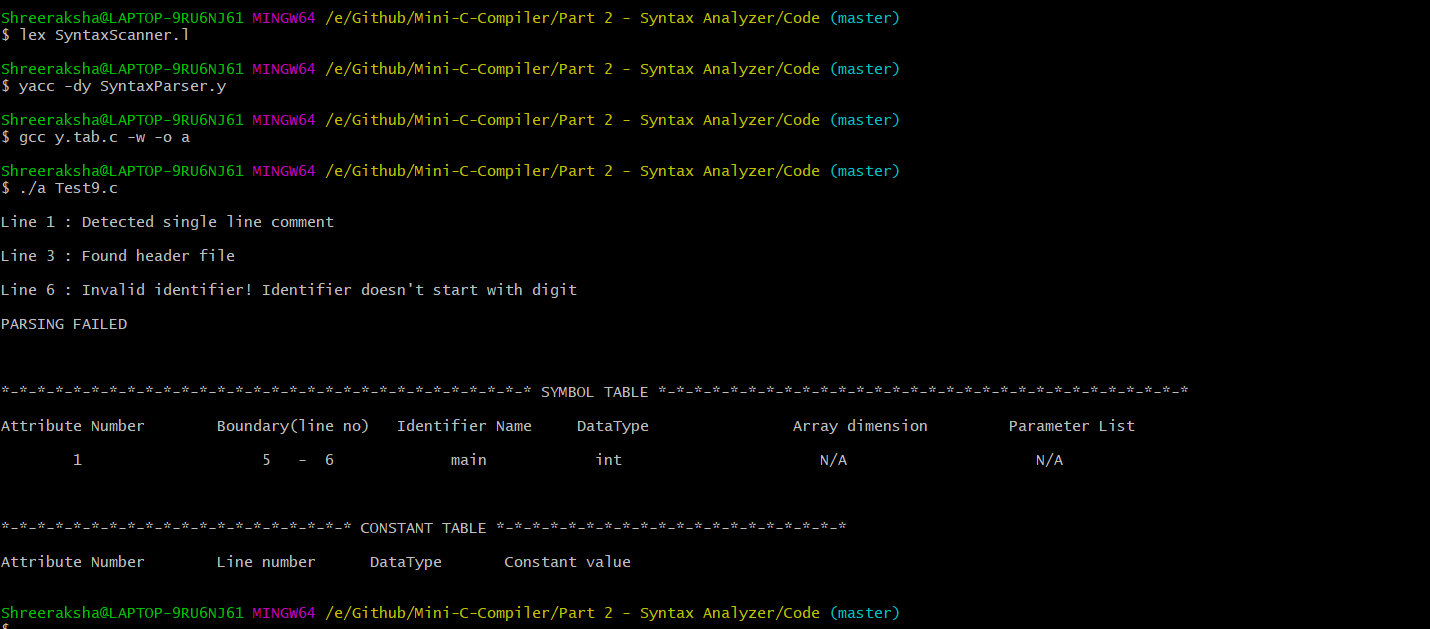 Shreeraksha@LAPTOP-9RU6NJ61 MINGW64 /e/Github/Mini-C-Compiler/Part 2 - Syntax Analyzer/Code (master)
$ lex SyntaxScanner.l
Shreeraksha@LAPTOP-9RU6NJ61 MINGW64 /e/Github/Mini-C-Compiler/Part 2 - Syntax Analyzer/Code (master)
$ yacc -dy SyntaxParser.y
Shreeraksha@LAPTOP-9RU6NJ61 MINGW64 /e/Github/Mini-C-Compiler/Part 2 - Syntax Analyzer/Code (master)
$ gcc y.tab.c -w -o a
Shreeraksha@LAPTOP-9RU6NJ61 MINGW64 /e/Github/Mini-C-Compiler/Part 2 - Syntax Analyzer/Code (master)
$ ./a Test9.c
Line 1 : Detected single line comment
Line 3 : Found header file
Line 6 : Invalid identifier! Identifier doesn't start with digit
PARSING FAILED
*-*-*-*-*-*-*-*-*-*-*-*-*-*-*-*-*-*-*-*-*-*-*-*-*-*-*-*-*-* SYMBOL TABLE *-*-*-*-*-*-*-*-*-*-*-*-*-*-*-*-*-*-*-*-*-*-*-*-*-*-*-*-*-*
Attribute Number Boundary(line no) Identifier Name DataType Array dimension Parameter List
1 5 - 6 main int N/A N/A
*-*-*-*-*-*-*-*-*-*-*-*-*-*-*-*-*-*-*-* CONSTANT TABLE *-*-*-*-*-*-*-*-*-*-*-*-*-*-*-*-*-*-*-*
Attribute Number Line number DataType Constant value
Shreeraksha@LAPTOP-9RU6NJ61 MINGW64 /e/Github/Mini-C-Compiler/Part 2 - Syntax Analyzer/Code (master)
$